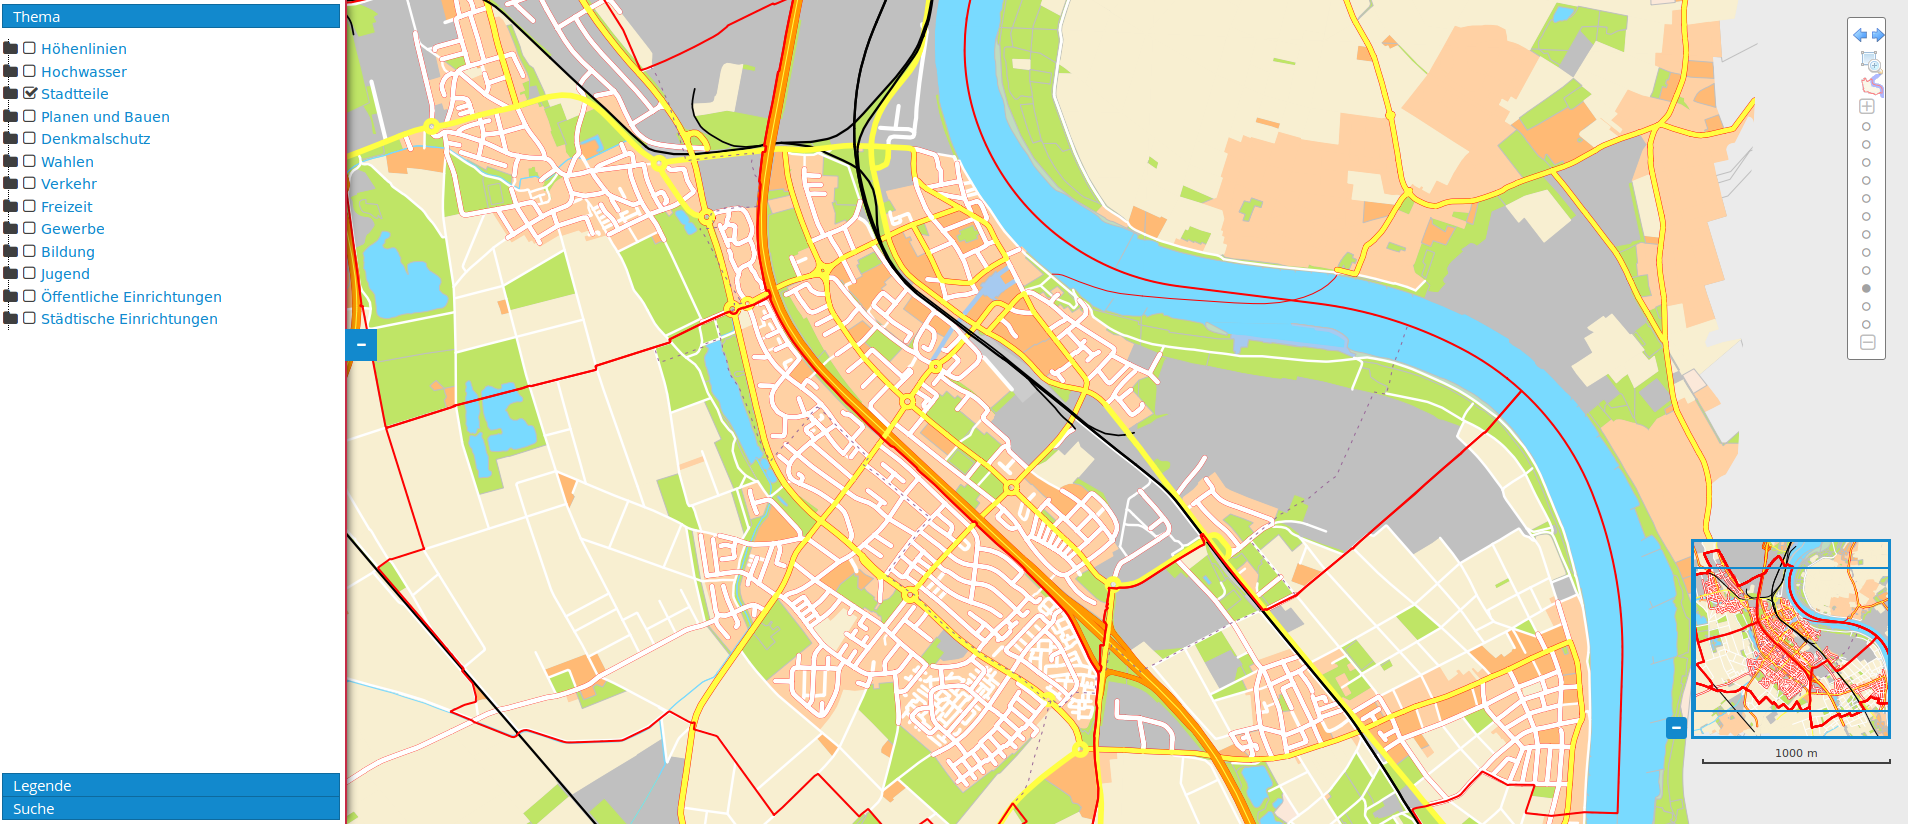 Thema
Höhenlinien
Hochwasser
Stadtteile
Planen und Bauen
Denkmalschutz
Wahlen
Verkehr
Freizeit
Gewerbe
Bildung
Jugend
Öffentliche Einrichtungen
Städtische Einrichtungen
Legende
Suche
1000 m